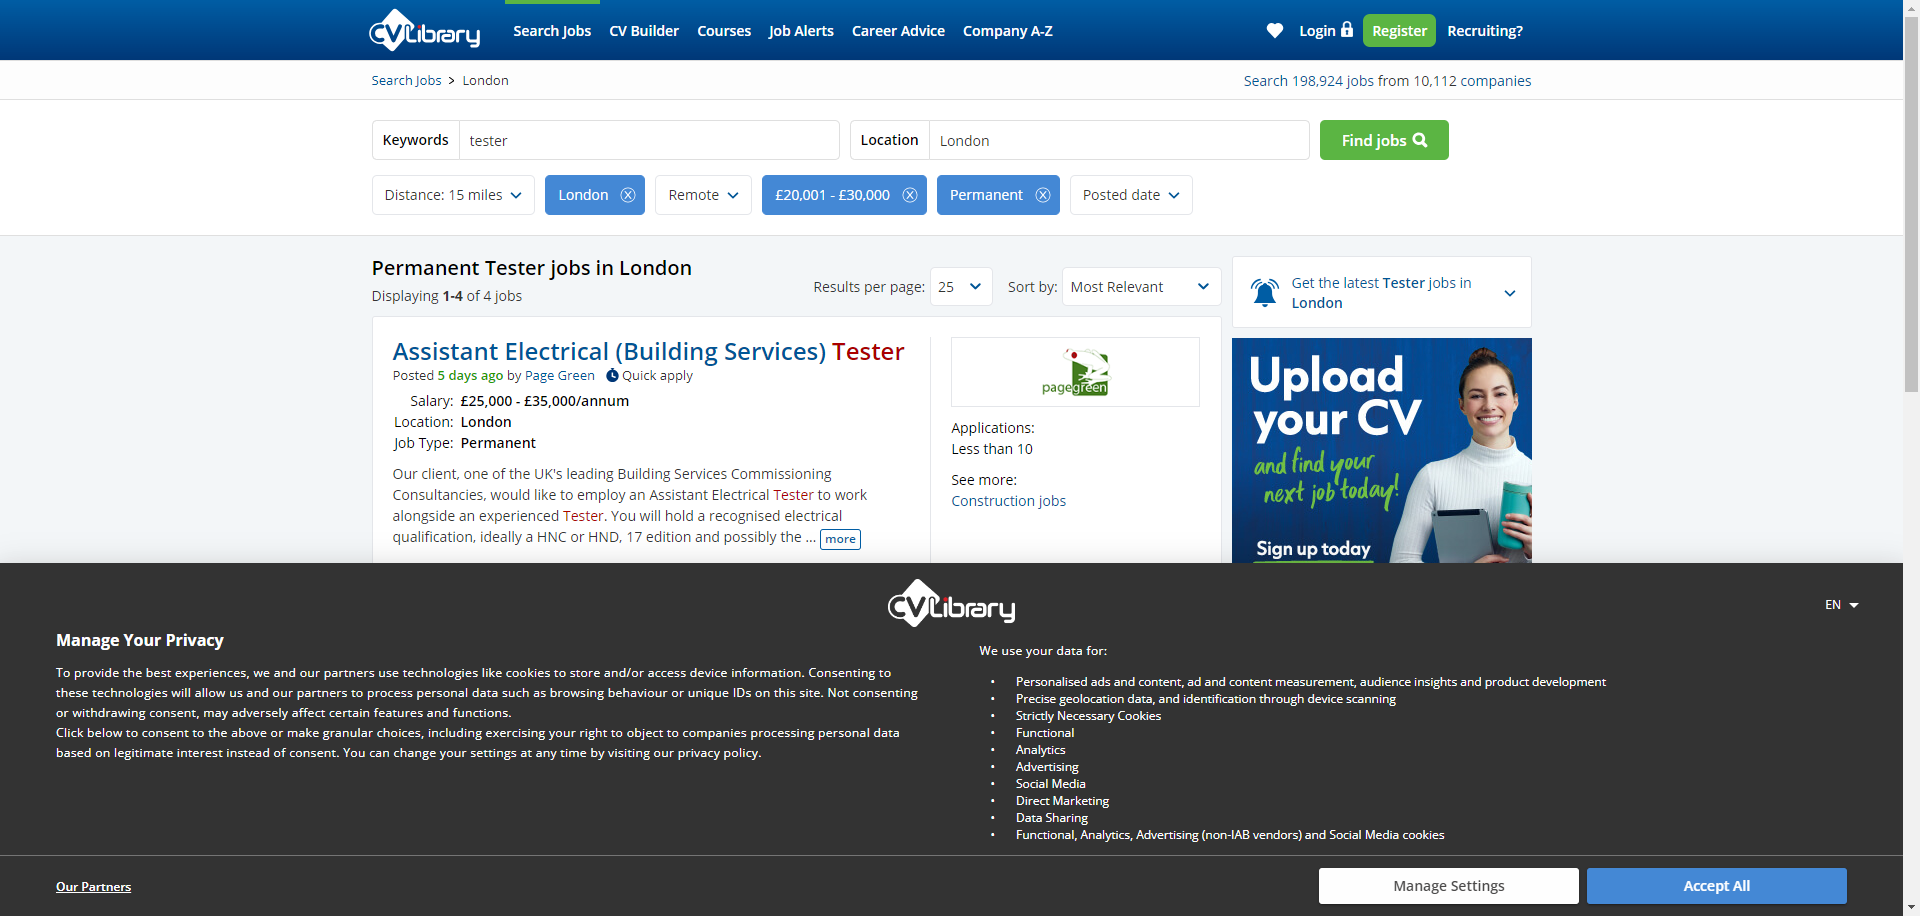 CVLibrary
Search Jobs CV Builder Courses Job Alerts Career Advice Company A-Z
Login Register Recruiting?
Search Jobs > London
Search 198,924 jobs from 10,112 companies
Keywords tester
Location London
Find jobs
Distance: 15 miles
London
Remote
£20,001 - £30,000
Permanent
Posted date
Permanent Tester jobs in London
Displaying 1-4 of 4 jobs
Results per page: 25
Sort by: Most Relevant
Get the latest Tester jobs in
London
Assistant Electrical (Building Services) Tester
Posted 5 days ago by Page Green Quick apply
Salary: £25,000 - £35,000/annum
Location: London
Job Type: Permanent
Our client, one of the UK's leading Building Services Commissioning
Consultancies, would like to employ an Assistant Electrical Tester to work
alongside an experienced Tester. You will hold a recognised electrical
qualification, ideally a HNC or HND, 17 edition and possibly the ... more
pagegreen
Applications:
Less than 10
See more:
Construction jobs
Upload
your CV
and find your
next job today!
Sign up today
CVLibrary
EN
Manage Your Privacy
To provide the best experiences, we and our partners use technologies like cookies to store and/or access device information. Consenting to
these technologies will allow us and our partners to process personal data such as browsing behaviour or unique IDs on this site. Not consenting
or withdrawing consent, may adversely affect certain features and functions.
Click below to consent to the above or make granular choices, including exercising your right to object to companies processing personal data
based on legitimate interest instead of consent. You can change your settings at any time by visiting our privacy policy.
We use your data for:
• Personalised ads and content, ad and content measurement, audience insights and product development
• Precise geolocation data, and identification through device scanning
• Strictly Necessary Cookies
• Functional
• Analytics
• Advertising
• Social Media
• Direct Marketing
• Data Sharing
• Functional, Analytics, Advertising (non-IAB vendors) and Social Media cookies
Our Partners
Manage Settings
Accept All